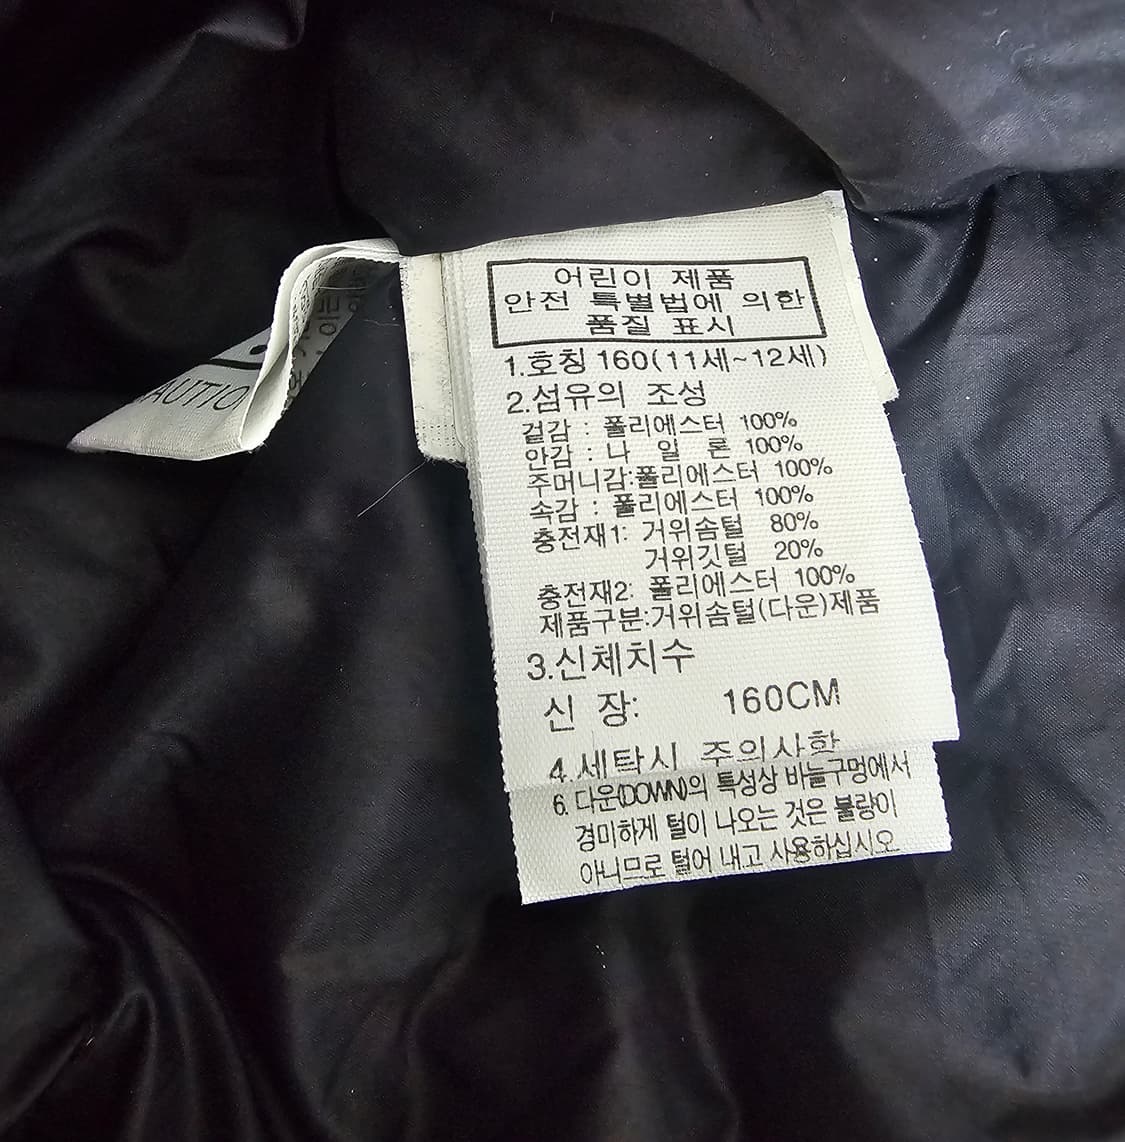 어린이 제품
안전 특별법에 의한
품질 표시
1.호칭 160(11세~12세)
2.섬유의 조성
겉감 : 폴리에스터 100%
안감 : 나 일 론 100%
주머니감:폴리에스터 100%
속감 : 폴리에스터 100%
충전재1: 거위솜털 80%
거위깃털 20%
충전재2: 폴리에스터 100%
제품구분:거위솜털(다운)제품
3.신체치수
신 장: 160CM
4.세탁시 주의사항
6. 다운(DOWN)의 특성상 바늘구멍에서
경미하게 털이 나오는 것은 불량이
아니므로 털어 내고 사용하십시오
CAUTION